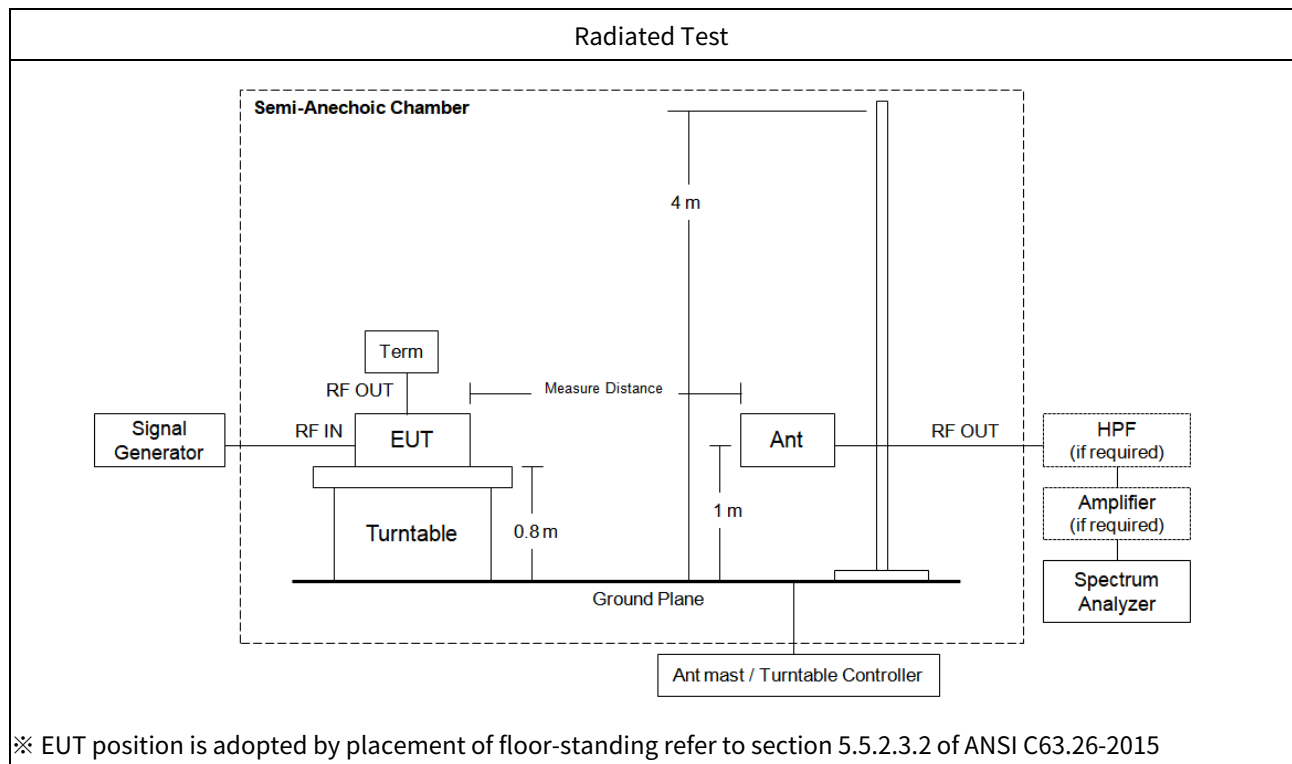 Radiated Test
Semi-Anechoic Chamber
4 m
Term
RF OUT
Measure Distance
Signal
Generator
RF IN
EUT
Ant
RF OUT
HPF
(if required)
1 m
0.8 m
Turntable
Amplifier
(if required)
Ground Plane
Spectrum
Analyzer
Ant mast / Turntable Controller
※ EUT position is adopted by placement of floor-standing refer to section 5.5.2.3.2 of ANSI C63.26-2015